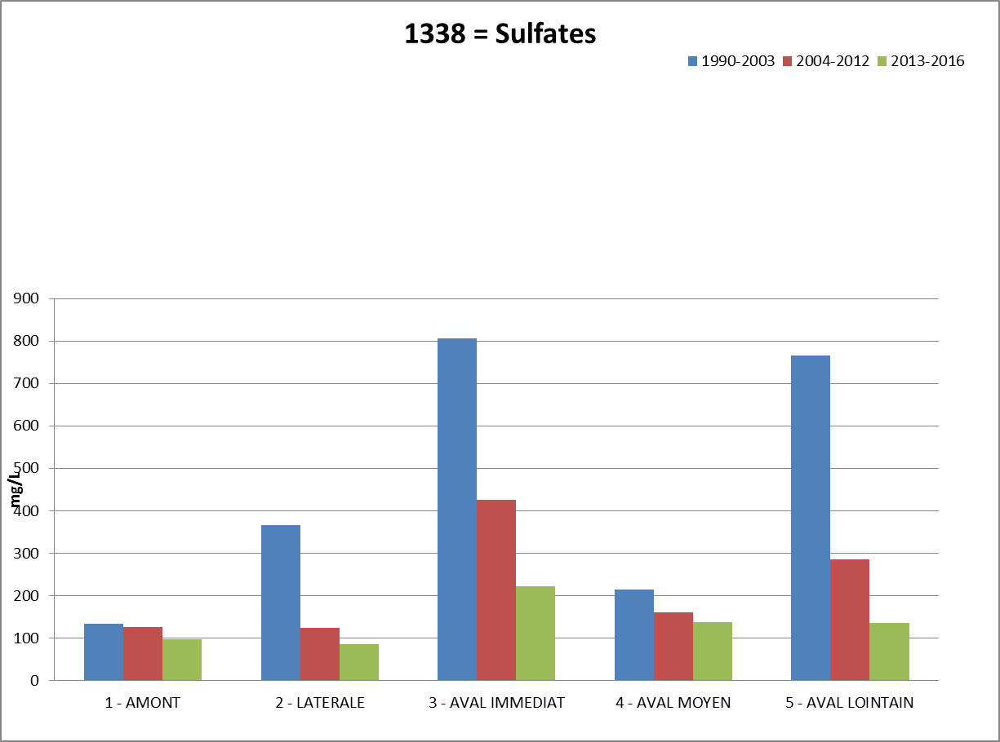 1338 = Sulfates
1990-2003 2004-2012 2013-2016
900
800
700
600
500
mg/L
400
300
200
100
0
1 - AMONT 2 - LATERALE 3 - AVAL IMMEDIAT 4 - AVAL MOYEN 5 - AVAL LOINTAIN